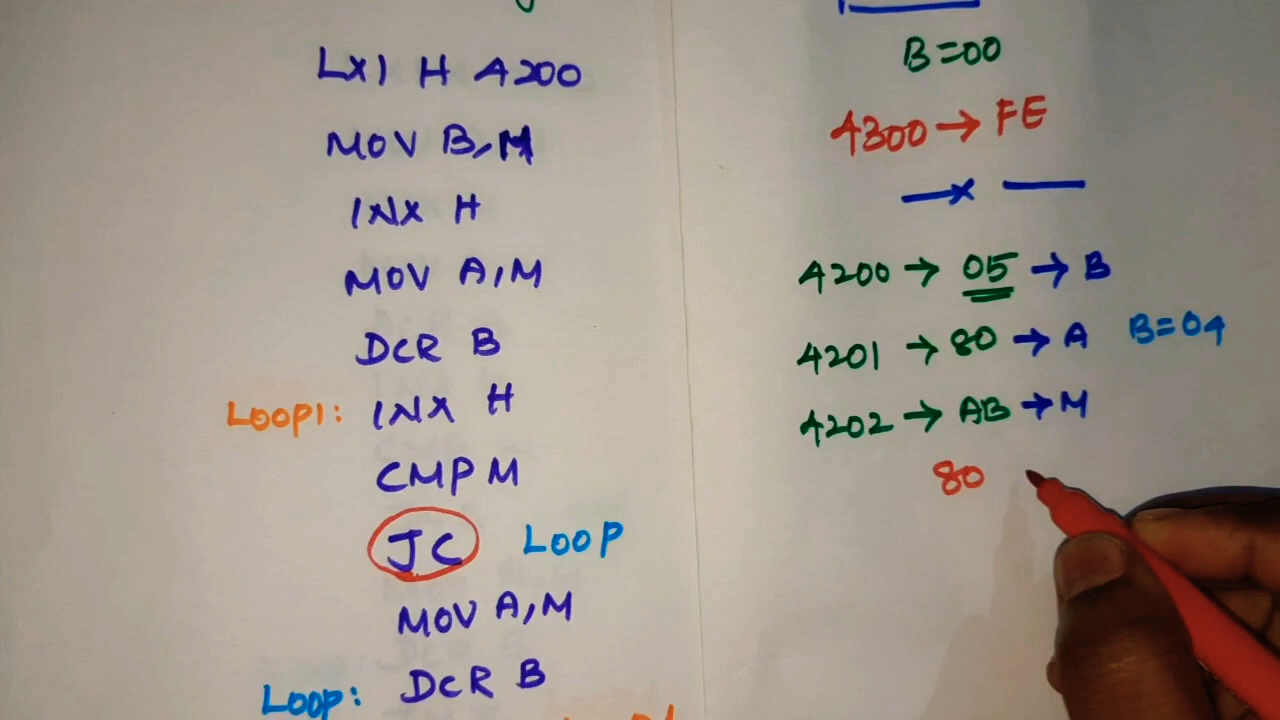 LXI H 4200
MOV B,M
INX H
MOV A,M
DCR B
LOOP1: INX H
CMP M
JC LOOP
MOV A,M
LOOP: DCR B
B=00
4300→FE
4200→05→B
4201→80→A B=04
4202→AB→M
80